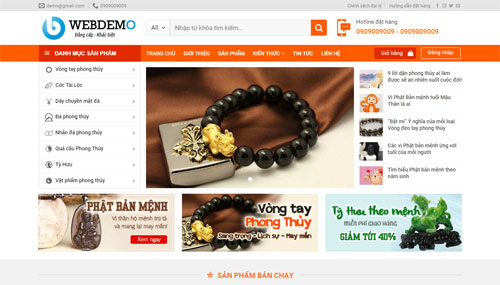 demo@gmail.com
0909009009
Chính sách đại lý
Hướng dẫn đặt hàng
WEBDEMO
Đẳng cấp - Khác biệt
All
Nhập từ khóa tìm kiếm...
Hotline đặt hàng
0909009009 - 0909009009
DANH MỤC SẢN PHẨM
TRANG CHỦ
GIỚI THIỆU
SẢN PHẨM
KIẾN THỨC
TIN TỨC
LIÊN HỆ
Giỏ hàng
Đăng nhập
Vòng tay phong thủy
Cóc Tài Lộc
Dây chuyền mặt đá
Đá phong thủy
Nhẫn đá phong thủy
Quả cầu Phong Thủy
Tỳ Hưu
Vật phẩm phong thủy
9 lời dặn phong thủy ai làm
được sẽ an nhiên suốt cuộc đời!
Vị Phật Bản mệnh tuổi Mậu
Thân là ai
"Bật mí" Ý nghĩa của mỗi loại
Vòng đeo tay phong thủy
Các vị Phật bản mệnh ứng với
tuổi của mỗi người
Tìm hiểu Phật bản mệnh theo
năm sinh
PHẬT BẢN MỆNH
Vị thần hộ mệnh trù tà
và mang lại may mắn!
Xem ngay
Vòng tay
Phong Thủy
Sang trọng - Lịch sự - May mắn
Tỳ Hưu theo mệnh
MIỄN PHÍ GIAO HÀNG
GIẢM TỚI 40%
SẢN PHẨM BÁN CHẠY